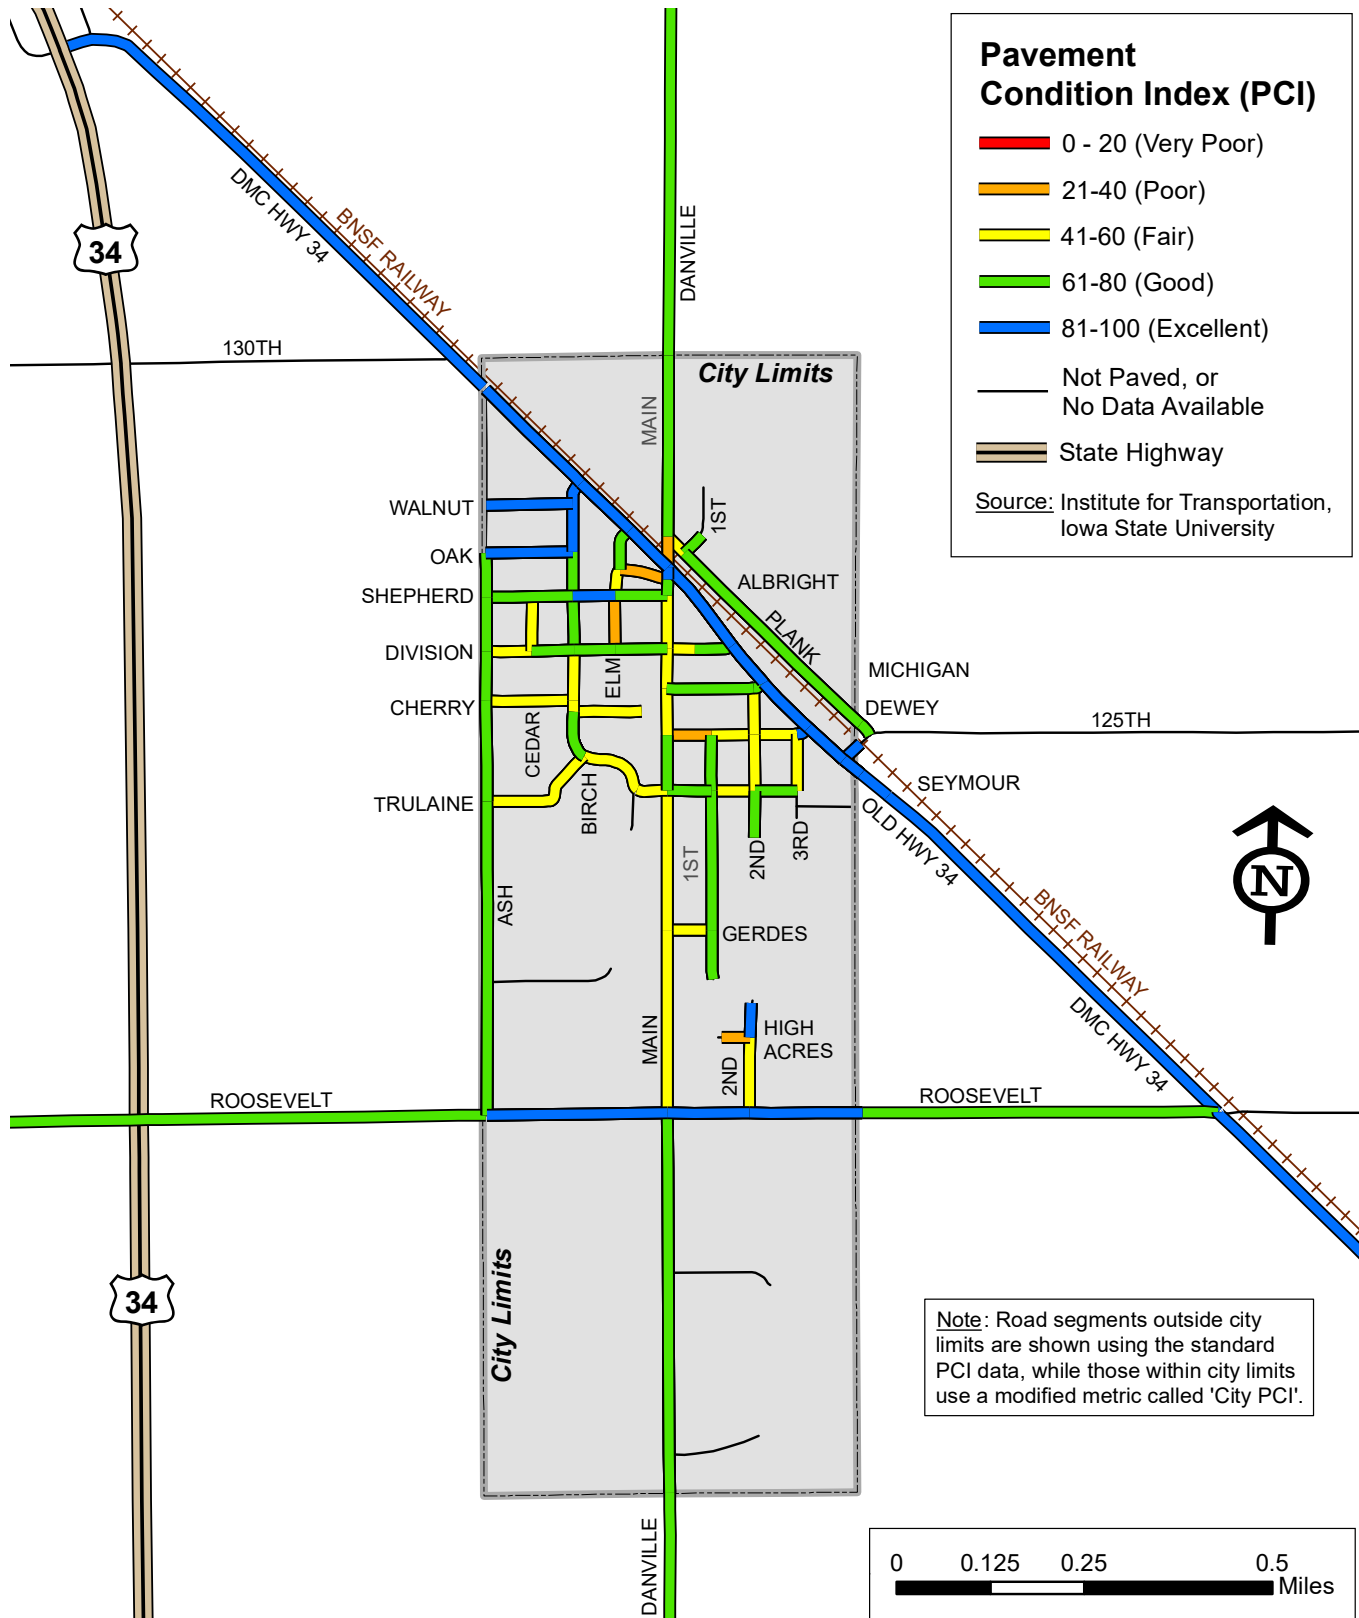 Pavement
Condition Index (PCI)
0 - 20 (Very Poor)
21-40 (Poor)
41-60 (Fair)
61-80 (Good)
81-100 (Excellent)
Not Paved, or
No Data Available
State Highway
Source: Institute for Transportation,
Iowa State University
DMC HWY 34
BNSF RAILWAY
DANVILLE
34
130TH
City Limits
MAIN
WALNUT
1ST
OAK
ALBRIGHT
SHEPHERD
PLANK
DIVISION
ELM
MICHIGAN
CHERRY
DEWEY
125TH
CEDAR
SEYMOUR
TRULAINE
BIRCH
OLD HWY 34
1ST
2ND
3RD
ASH
GERDES
N
BNSF RAILWAY
MAIN
HIGH
ACRES
2ND
DMC HWY 34
ROOSEVELT
ROOSEVELT
City Limits
34
Note: Road segments outside city
limits are shown using the standard
PCI data, while those within city limits
use a modified metric called 'City PCI'.
DANVILLE
0 0.125 0.25 0.5
Miles